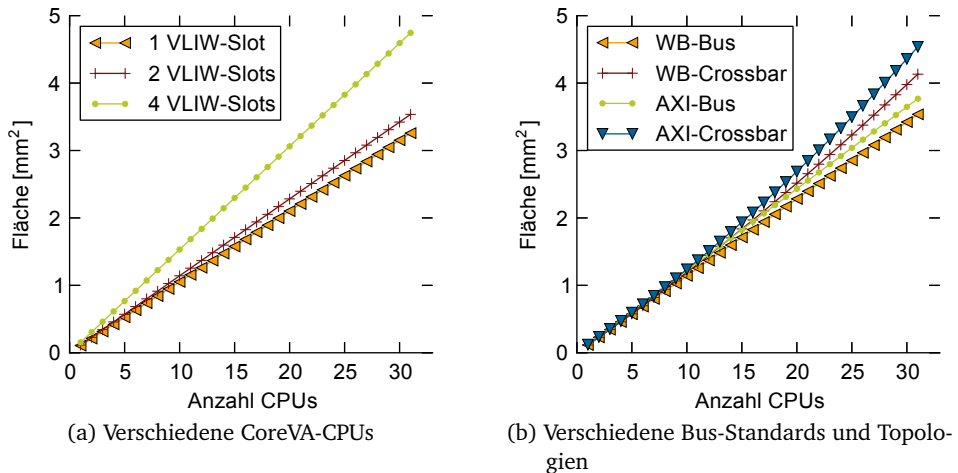 5
4
3
2
1
0
Fläche [mm²]
1 VLIW-Slot
2 VLIW-Slots
4 VLIW-Slots
0 5 10 15 20 25 30
Anzahl CPUs
(a) Verschiedene CoreVA-CPUs
5
4
3
2
1
0
Fläche [mm²]
WB-Bus
WB-Crossbar
AXI-Bus
AXI-Crossbar
0 5 10 15 20 25 30
Anzahl CPUs
(b) Verschiedene Bus-Standards und Topolo-
gien